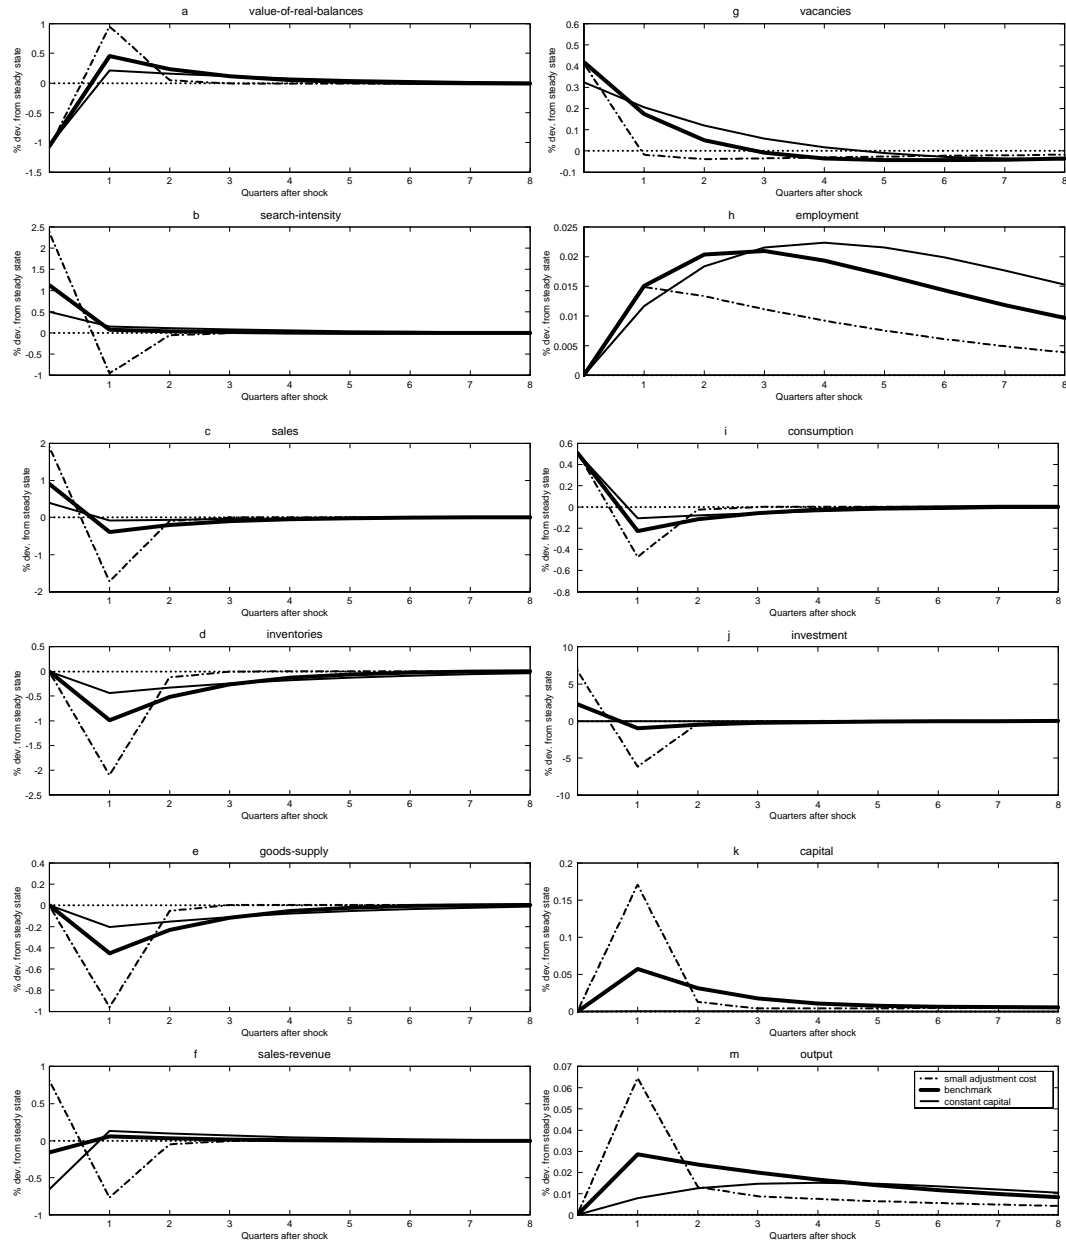 a value-of-real-balances
% dev. from steady state
1
0.5
0
-0.5
-1
-1.5
1 2 3 4 5 6 7 8
Quarters after shock
b search-intensity
% dev. from steady state
2.5
2
1.5
1
0.5
0
-0.5
-1
1 2 3 4 5 6 7 8
Quarters after shock
c sales
% dev. from steady state
2
1
0
-1
-2
1 2 3 4 5 6 7 8
Quarters after shock
d inventories
% dev. from steady state
0.5
0
-0.5
-1
-1.5
-2
-2.5
1 2 3 4 5 6 7 8
Quarters after shock
e goods-supply
% dev. from steady state
0.4
0.2
0
-0.2
-0.4
-0.6
-0.8
-1
1 2 3 4 5 6 7 8
Quarters after shock
f sales-revenue
% dev. from steady state
1
0.5
0
-0.5
-1
1 2 3 4 5 6 7 8
Quarters after shock
g vacancies
% dev. from steady state
0.6
0.5
0.4
0.3
0.2
0.1
0
-0.1
1 2 3 4 5 6 7 8
Quarters after shock
h employment
% dev. from steady state
0.025
0.02
0.015
0.01
0.005
0
1 2 3 4 5 6 7 8
Quarters after shock
i consumption
% dev. from steady state
0.6
0.4
0.2
0
-0.2
-0.4
-0.6
-0.8
1 2 3 4 5 6 7 8
Quarters after shock
j investment
% dev. from steady state
10
5
0
-5
-10
1 2 3 4 5 6 7 8
Quarters after shock
k capital
% dev. from steady state
0.2
0.15
0.1
0.05
0
1 2 3 4 5 6 7 8
Quarters after shock
m output
% dev. from steady state
0.07
0.06
0.05
0.04
0.03
0.02
0.01
0
small adjustment cost
benchmark
constant capital
1 2 3 4 5 6 7 8
Quarters after shock